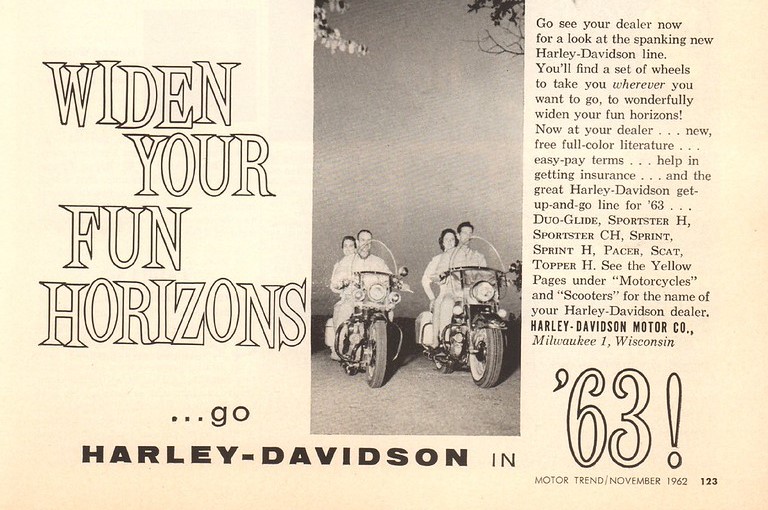 WIDEN
YOUR
FUN
HORIZONS
...go
HARLEY-DAVIDSON IN
'63!
Go see your dealer now
for a look at the spanking new
Harley-Davidson line.
You'll find a set of wheels
to take you wherever you
want to go, to wonderfully
widen your fun horizons!
Now at your dealer . . . new,
free full-color literature . . .
easy-pay terms . . . help in
getting insurance . . . and the
great Harley-Davidson get-
up-and-go line for '63 . . .
DUO-GLIDE, SPORTSTER H,
SPORTSTER CH, SPRINT,
SPRINT H, PACER, SCAT,
TOPPER H. See the Yellow
Pages under "Motorcycles"
and "Scooters" for the name of
your Harley-Davidson dealer.
HARLEY-DAVIDSON MOTOR CO.,
Milwaukee 1, Wisconsin
MOTOR TREND/NOVEMBER 1962 123